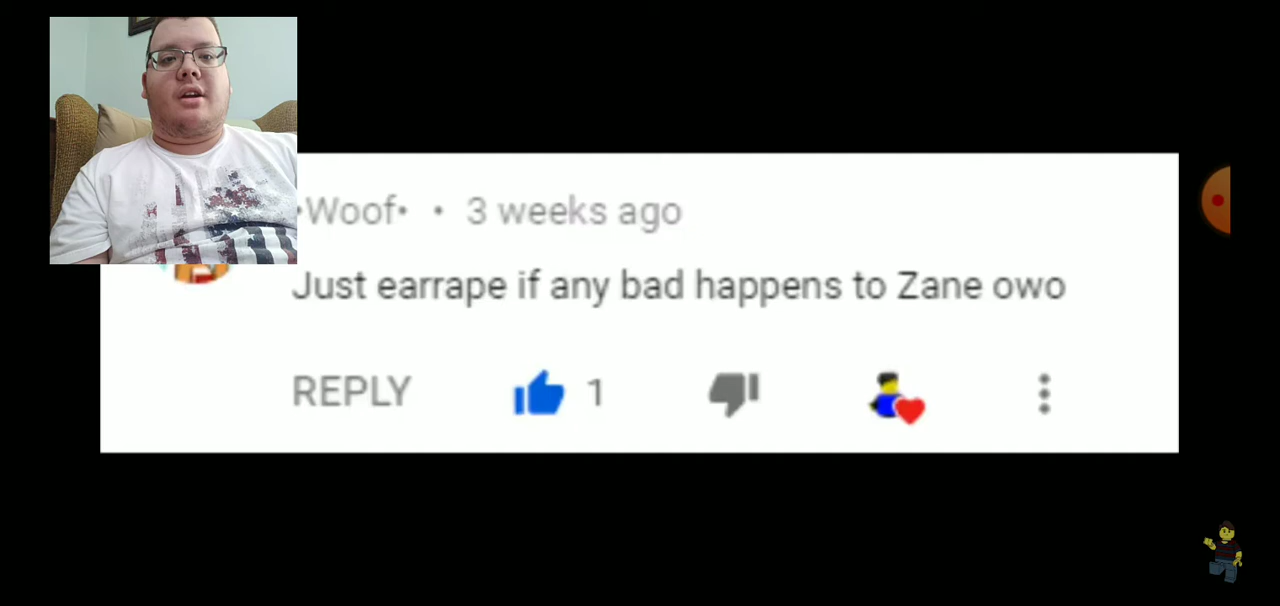 •Woof• • 3 weeks ago
Just earrape if any bad happens to Zane owo
REPLY 1